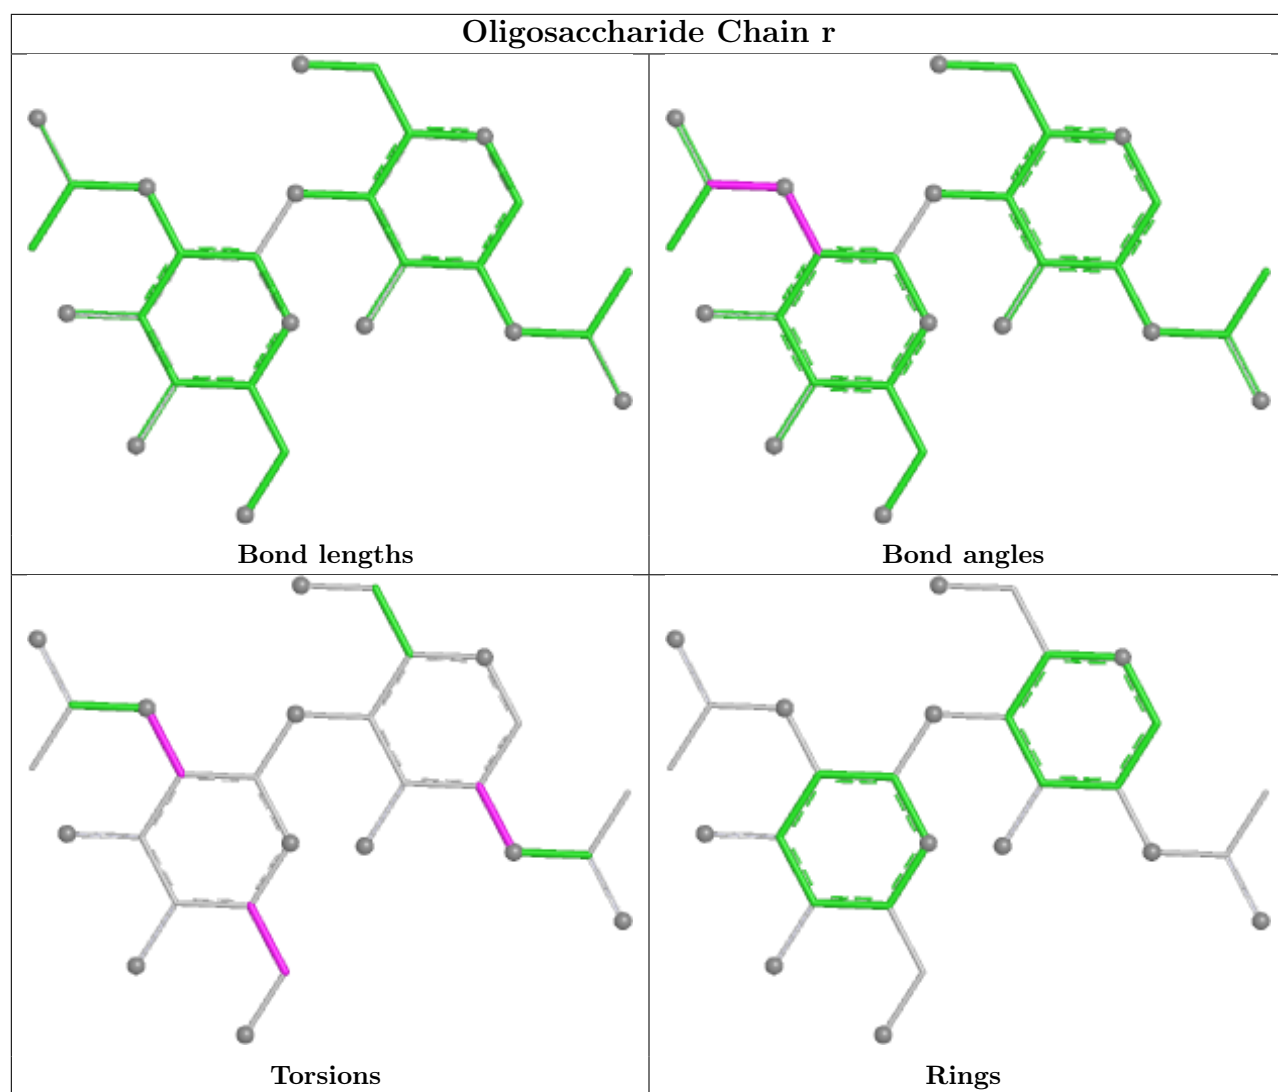 Oligosaccharide Chain r
Bond lengths
Bond angles
Torsions
Rings